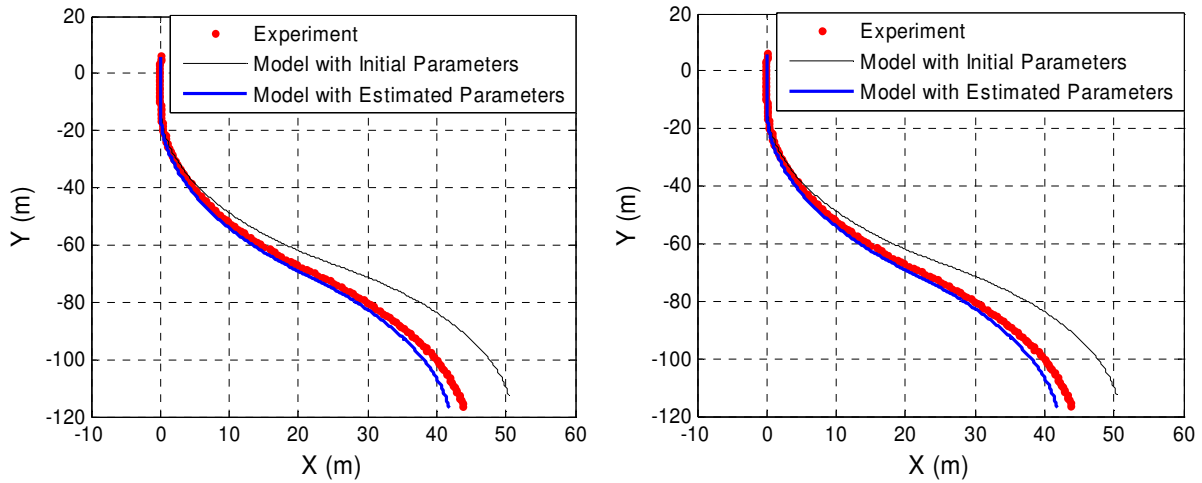 20
0
-20
-40
-60
-80
-100
-120
Y (m)
-10 0 10 20 30 40 50 60
X (m)
Experiment
Model with Initial Parameters
Model with Estimated Parameters
20
0
-20
-40
-60
-80
-100
-120
Y (m)
-10 0 10 20 30 40 50 60
X (m)
Experiment
Model with Initial Parameters
Model with Estimated Parameters